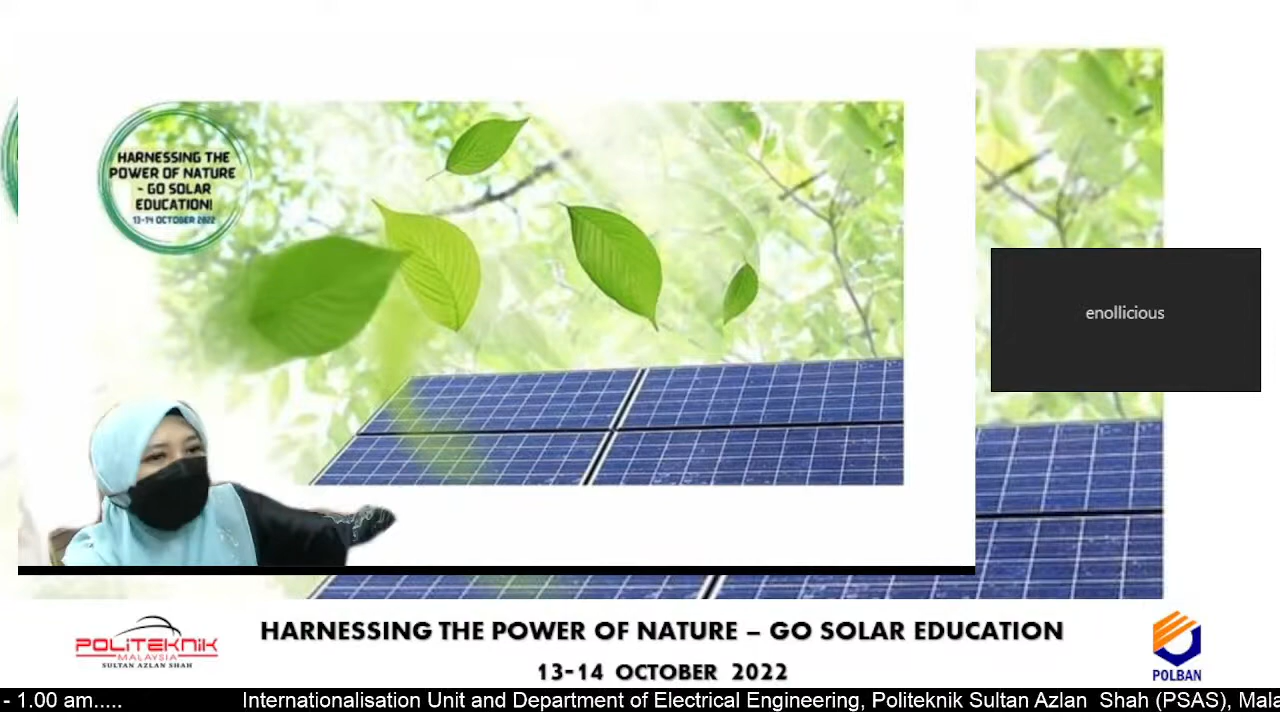 HARNESSING THE
POWER OF NATURE
- GO SOLAR
EDUCATION!
13-14 OCTOBER 2022
enollicious
POLITEKNIK
MALAYSIA
SULTAN AZLAN SHAH
HARNESSING THE POWER OF NATURE – GO SOLAR EDUCATION
13-14 OCTOBER 2022
POLBAN
- 1.00 am..... Internationalisation Unit and Department of Electrical Engineering, Politeknik Sultan Azlan Shah (PSAS), Mala